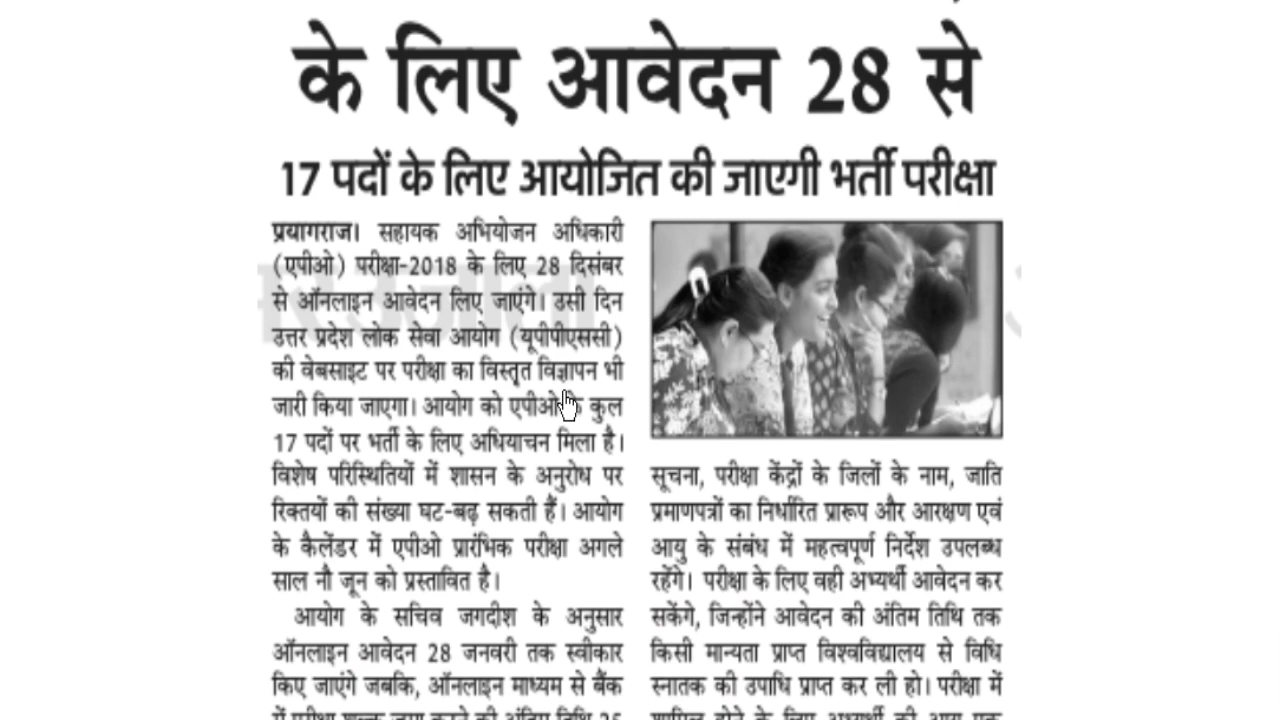 के लिए आवेदन 28 से
17 पदों के लिए आयोजित की जाएगी भर्ती परीक्षा
प्रयागराज। सहायक अभियोजन अधिकारी
(एपीओ) परीक्षा-2018 के लिए 28 दिसंबर
से ऑनलाइन आवेदन लिए जाएंगे। उसी दिन
उत्तर प्रदेश लोक सेवा आयोग (यूपीपीएससी)
की वेबसाइट पर परीक्षा का विस्तृत विज्ञापन भी
जारी किया जाएगा। आयोग को एपीओ के कुल
17 पदों पर भर्ती के लिए अधियाचन मिला है।
विशेष परिस्थितियों में शासन के अनुरोध पर
रिक्तयों की संख्या घट-बढ़ सकती हैं। आयोग
के कैलेंडर में एपीओ प्रारंभिक परीक्षा अगले
साल नौ जून को प्रस्तावित है।
आयोग के सचिव जगदीश के अनुसार
ऑनलाइन आवेदन 28 जनवरी तक स्वीकार
किए जाएंगे जबकि, ऑनलाइन माध्यम से बैंक
सूचना, परीक्षा केंद्रों के जिलों के नाम, जाति
प्रमाणपत्रों का निर्धारित प्रारूप और आरक्षण एवं
आयु के संबंध में महत्वपूर्ण निर्देश उपलब्ध
रहेंगे। परीक्षा के लिए वही अभ्यर्थी आवेदन कर
सकेंगे, जिन्होंने आवेदन की अंतिम तिथि तक
किसी मान्यता प्राप्त विश्वविद्यालय से विधि
स्नातक की उपाधि प्राप्त कर ली हो। परीक्षा में